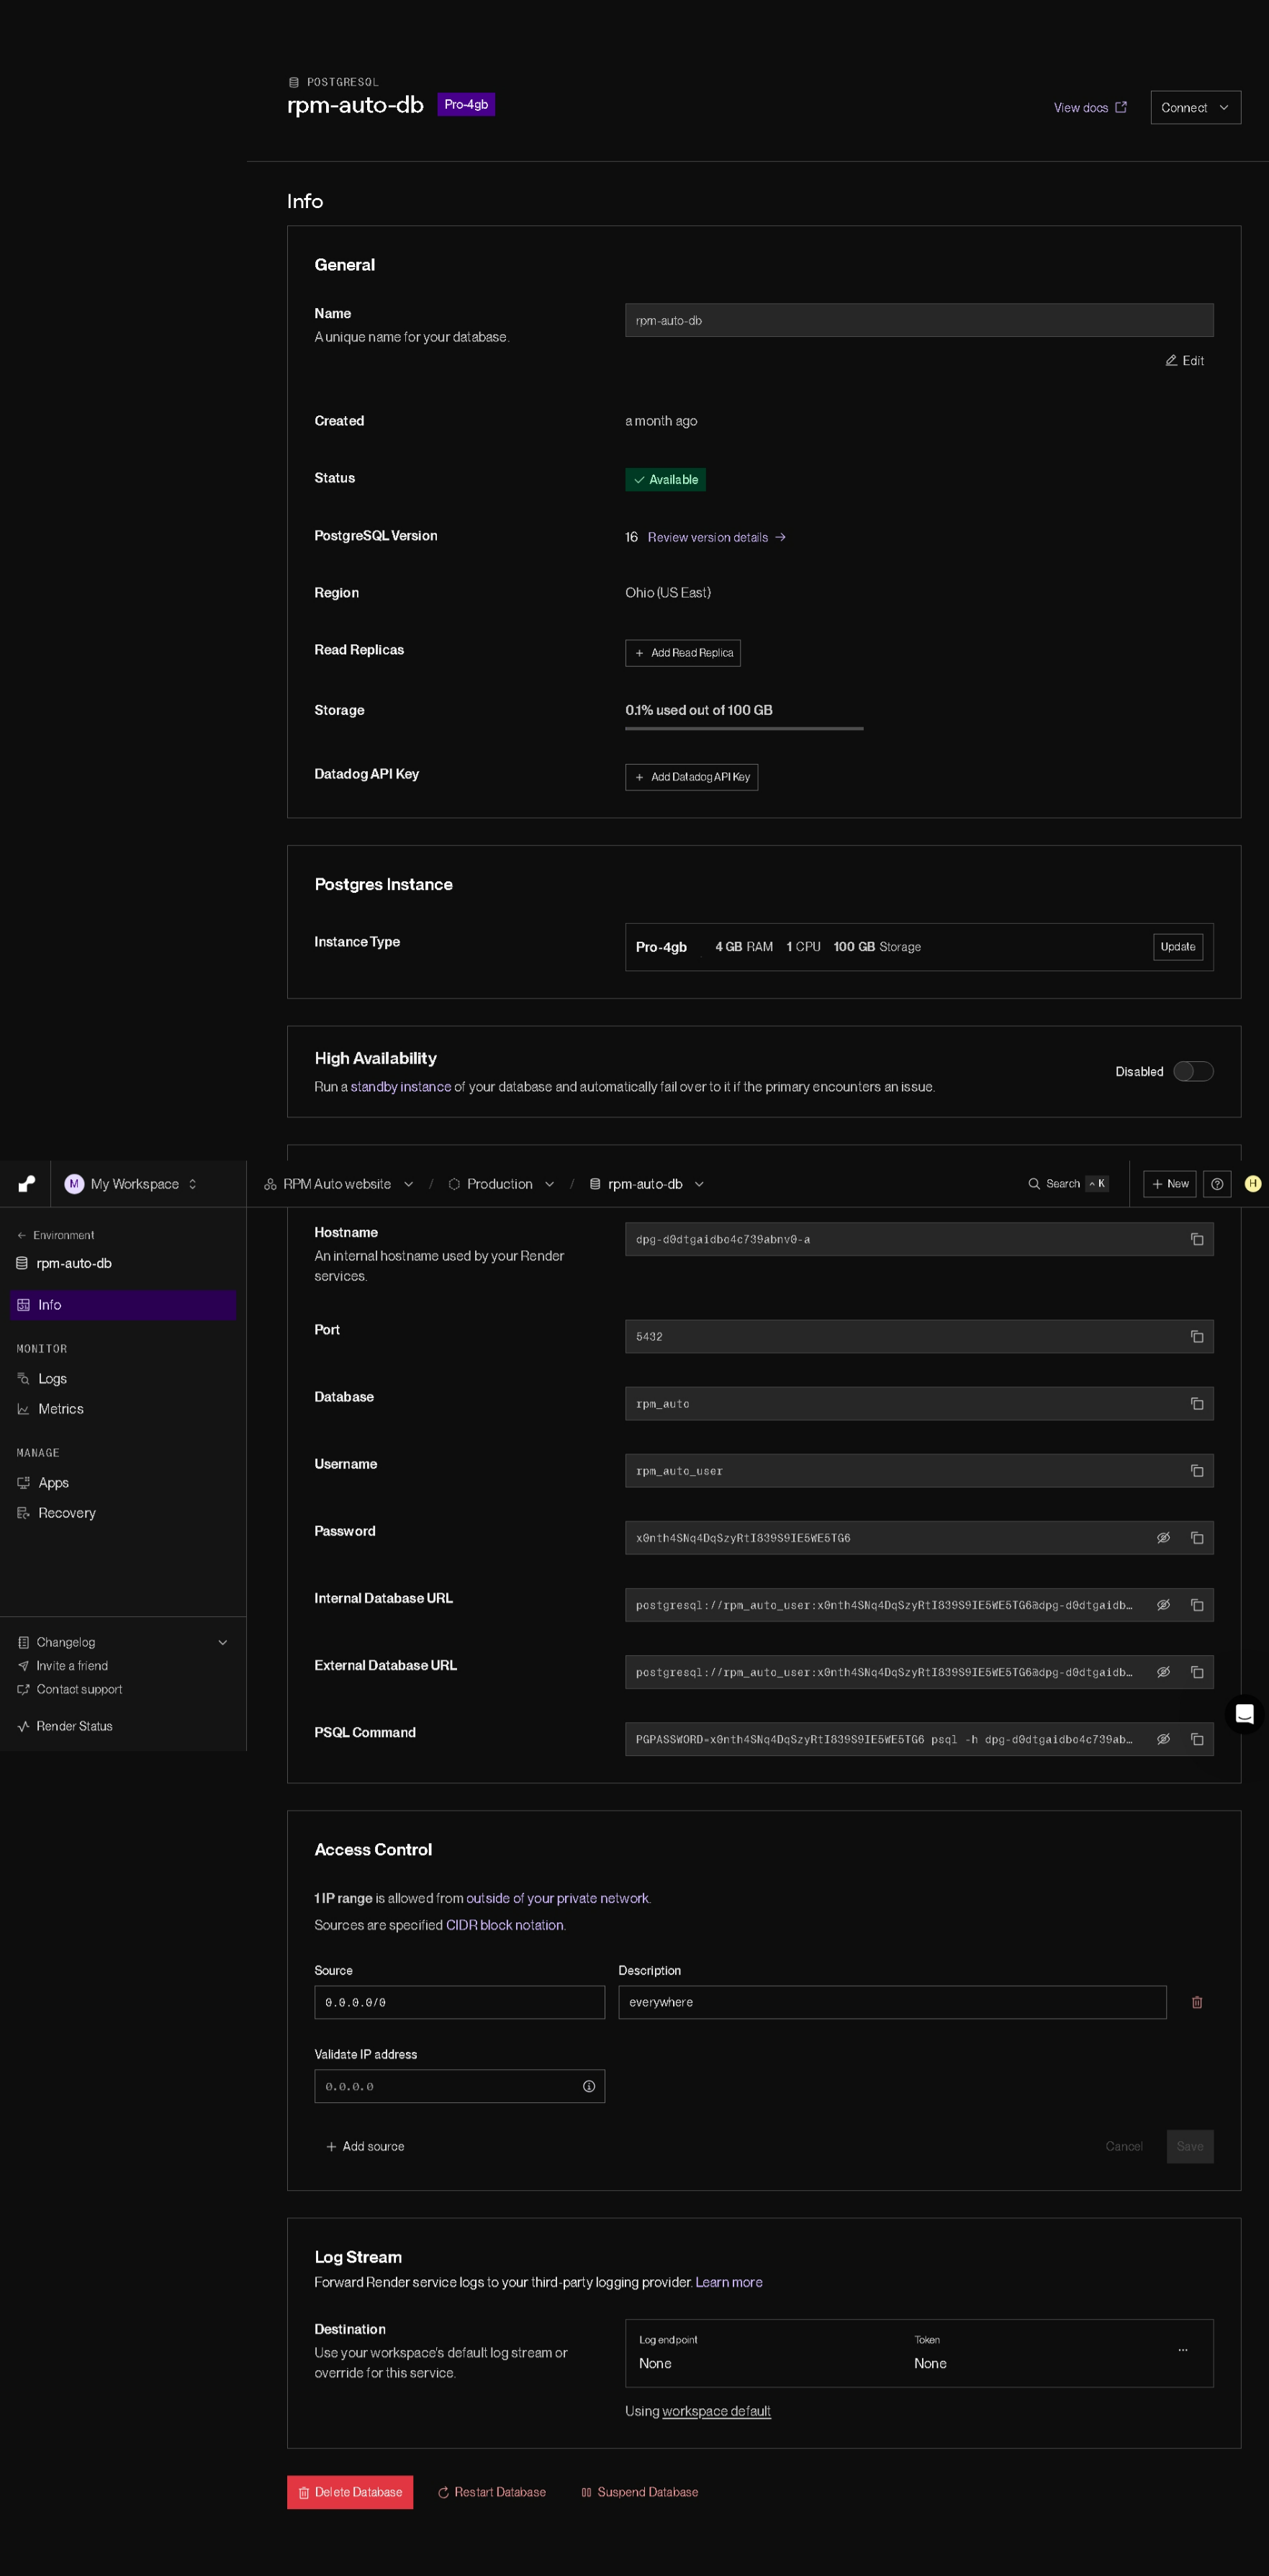 POSTGRESQL
rpm-auto-db Pro-4gb
View docs
Connect
Info
General
Name
A unique name for your database.
rpm-auto-db
Edit
Created
a month ago
Status
Available
PostgreSQL Version
16 Review version details
Region
Ohio (US East)
Read Replicas
Add Read Replica
Storage
0.1% used out of 100 GB
Datadog API Key
Add Datadog API Key
Postgres Instance
Instance Type
Pro-4gb 4 GB RAM 1 CPU 100 GB Storage
Update
High Availability
Run a standby instance of your database and automatically fail over to it if the primary encounters an issue.
Disabled
M My Workspace
RPM Auto website / Production / rpm-auto-db
Search K
New
H
Environment
rpm-auto-db
Info
MONITOR
Logs
Metrics
MANAGE
Apps
Recovery
Changelog
Invite a friend
Contact support
Render Status
Hostname
An internal hostname used by your Render
services.
dpg-d0dtgaidbo4c739abnv0-a
Port
5432
Database
rpm_auto
Username
rpm_auto_user
Password
x0nth4SNq4DqSzyRtI839S9IE5WE5TG6
Internal Database URL
postgresql://rpm_auto_user:x0nth4SNq4DqSzyRtI839S9IE5WE5TG6@dpg-d0dtgaidb…
External Database URL
postgresql://rpm_auto_user:x0nth4SNq4DqSzyRtI839S9IE5WE5TG6@dpg-d0dtgaidb…
PSQL Command
PGPASSWORD=x0nth4SNq4DqSzyRtI839S9IE5WE5TG6 psql -h dpg-d0dtgaidbo4c739ab…
Access Control
1 IP range is allowed from outside of your private network.
Sources are specified CIDR block notation.
Source
Description
0.0.0.0/0
everywhere
Validate IP address
0.0.0.0
Add source
Cancel
Save
Log Stream
Forward Render service logs to your third-party logging provider. Learn more
Destination
Use your workspace's default log stream or
override for this service.
Log endpoint
None
Token
None
Using workspace default
Delete Database
Restart Database
Suspend Database